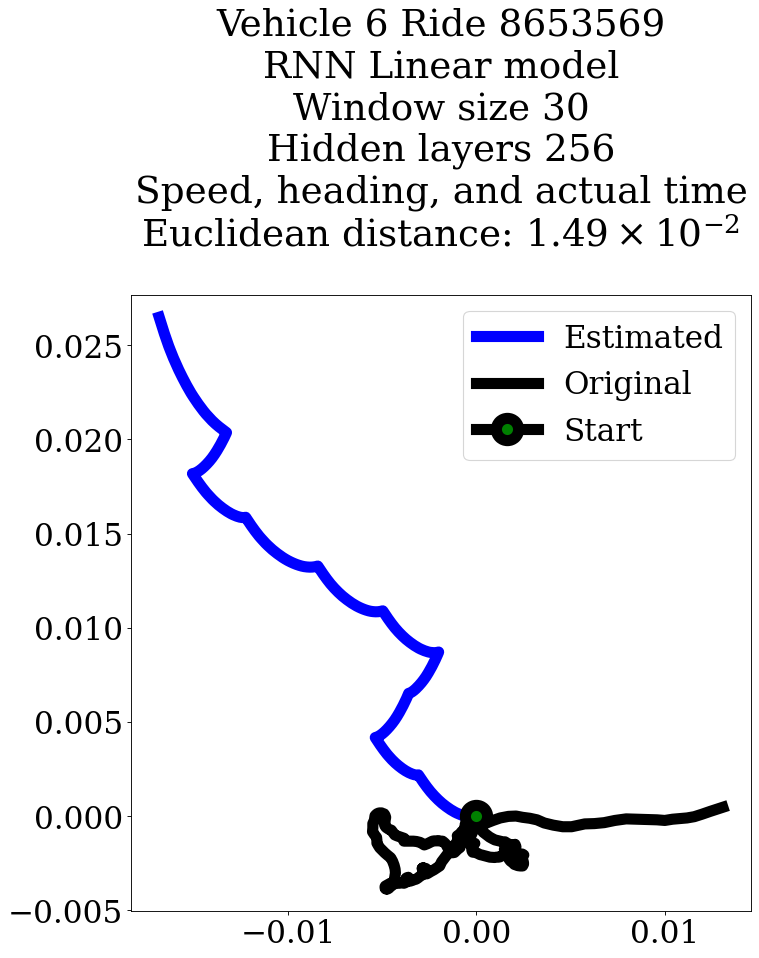 Vehicle 6 Ride 8653569
RNN Linear model
Window size 30
Hidden layers 256
Speed, heading, and actual time
Euclidean distance: 1.49 × 10⁻²
Estimated
Original
Start
0.025
0.020
0.015
0.010
0.005
0.000
−0.005
−0.01
0.00
0.01